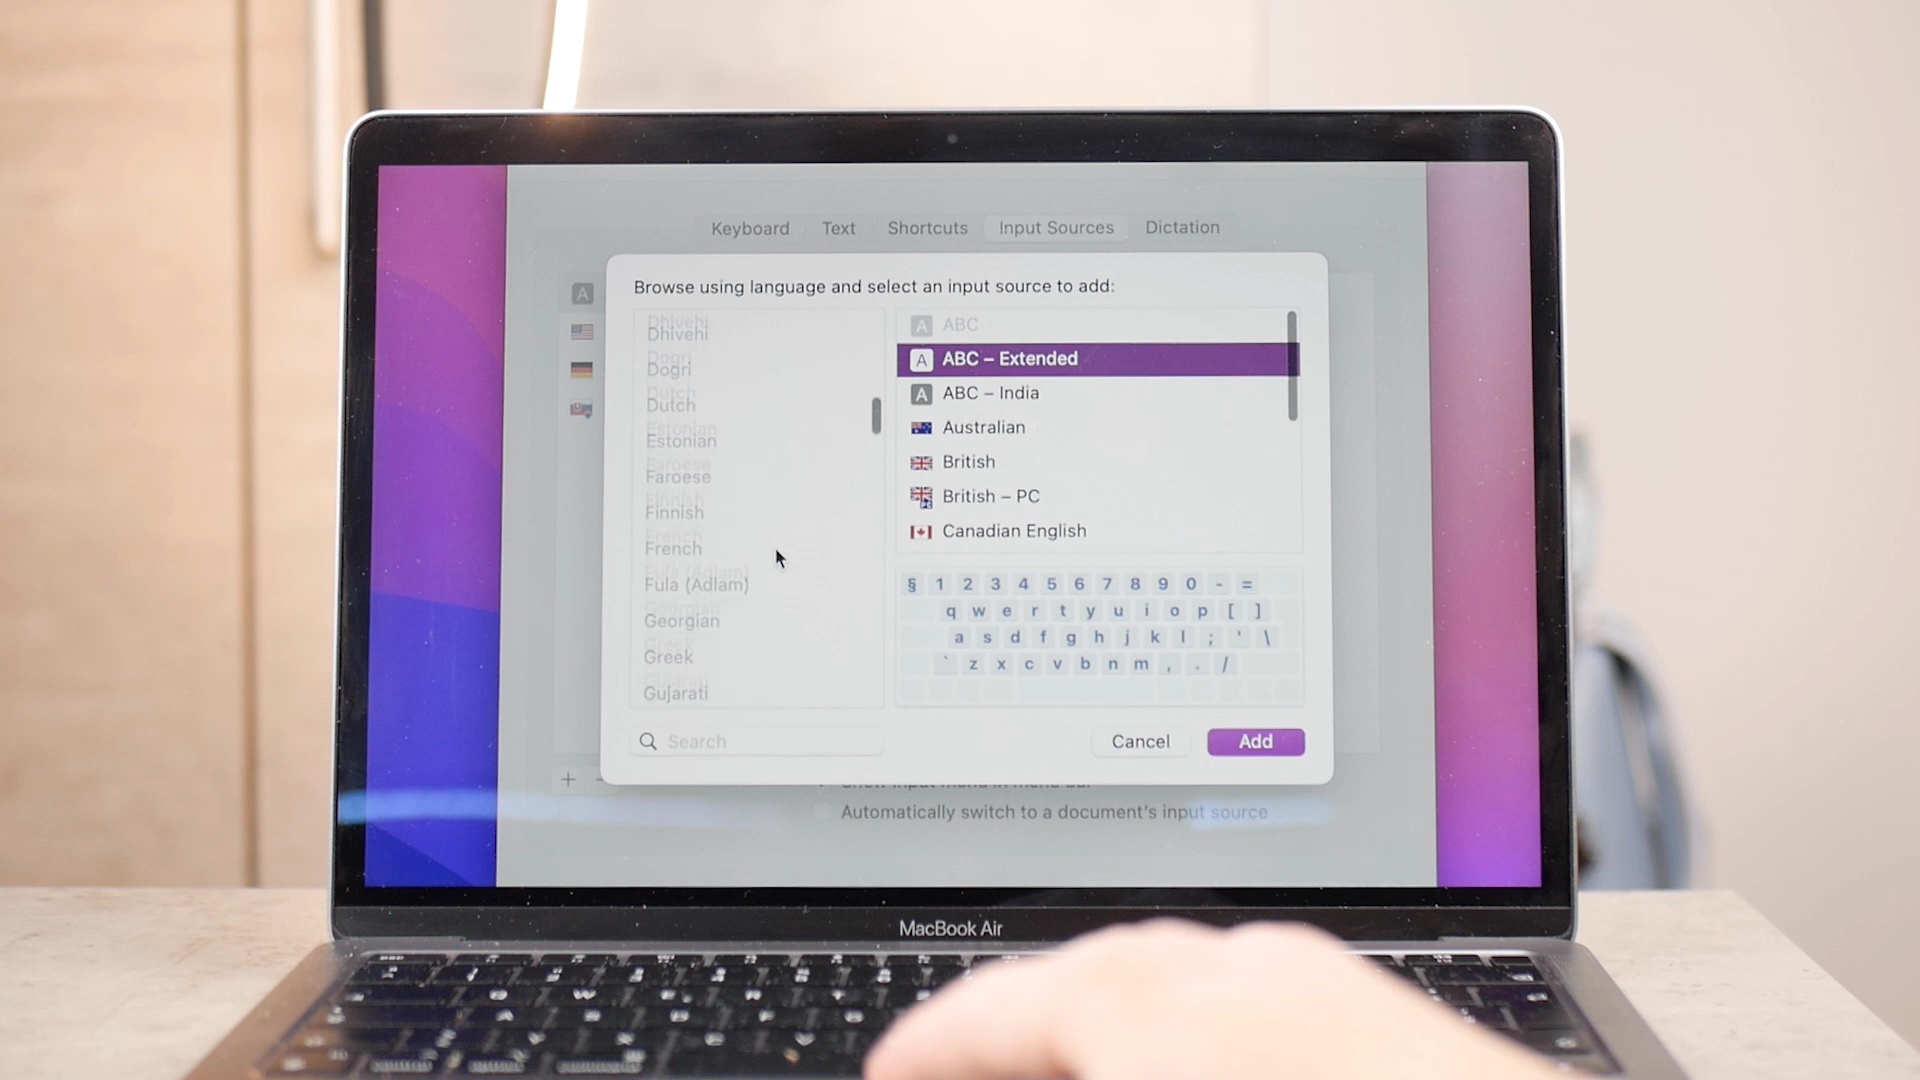 Keyboard Text Shortcuts Input Sources Dictation
Browse using language and select an input source to add:
Dhivehi
Dogri
Dutch
Estonian
Faroese
Finnish
French
Fula (Adlam)
Georgian
Greek
Gujarati
Search
A ABC
A ABC – Extended
A ABC – India
Australian
British
British – PC
Canadian English
§ 1 2 3 4 5 6 7 8 9 0 - =
q w e r t y u i o p [ ]
a s d f g h j k l ; ' \
` z x c v b n m , . /
Cancel Add
A
+
Automatically switch to a document's input source
MacBook Air